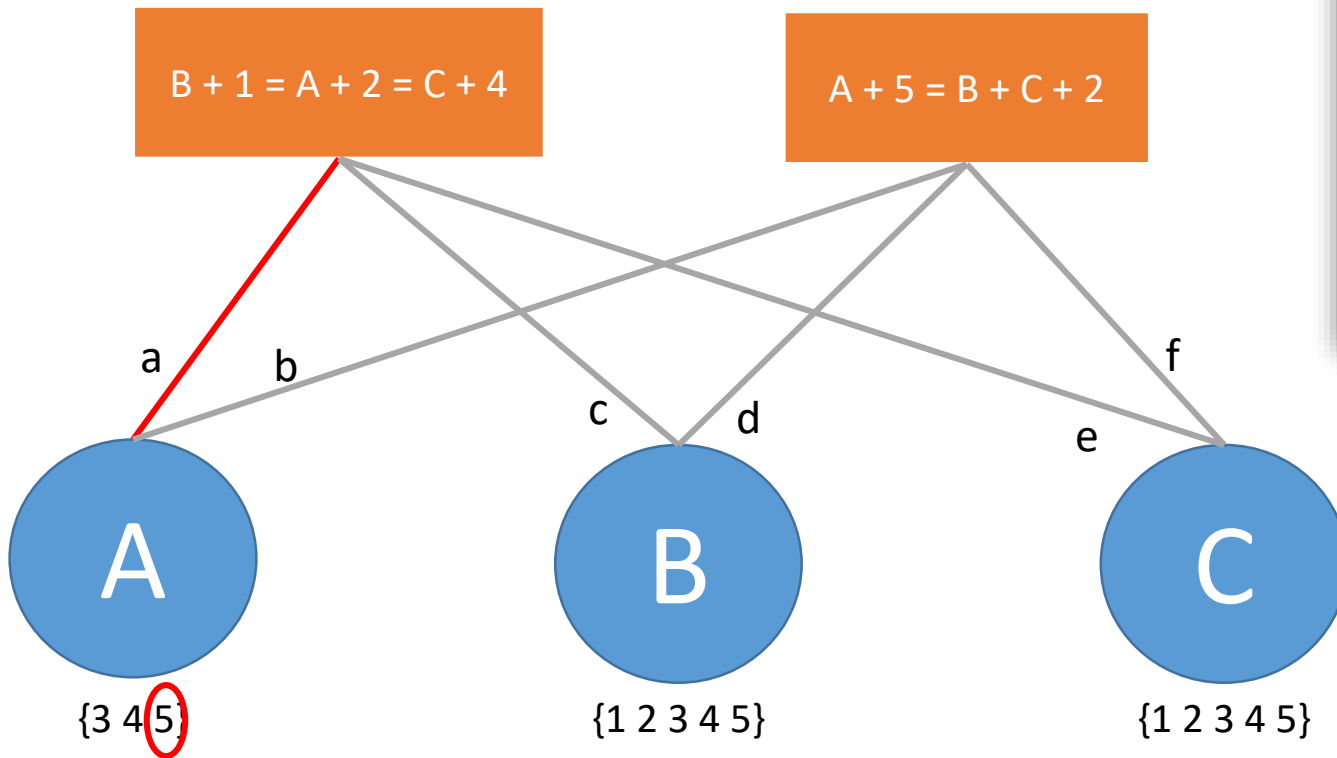 B + 1 = A + 2 = C + 4
A + 5 = B + C + 2
a
b
c
d
e
f
A
B
C
{3 4 5}
{1 2 3 4 5}
{1 2 3 4 5}